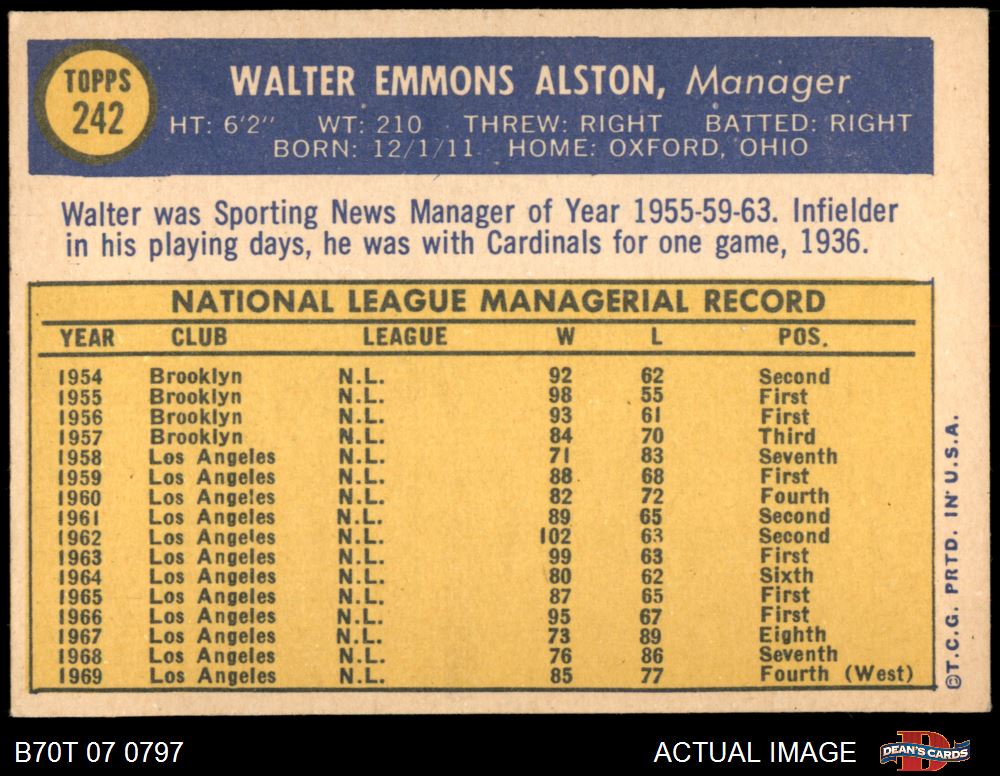 TOPPS
242
WALTER EMMONS ALSTON, Manager
HT: 6'2" WT: 210 THREW: RIGHT BATTED: RIGHT
BORN: 12/1/11 HOME: OXFORD, OHIO
Walter was Sporting News Manager of Year 1955-59-63. Infielder
in his playing days, he was with Cardinals for one game, 1936.
NATIONAL LEAGUE MANAGERIAL RECORD
YEAR CLUB LEAGUE W L POS.
1954 Brooklyn N.L. 92 62 Second
1955 Brooklyn N.L. 98 55 First
1956 Brooklyn N.L. 93 61 First
1957 Brooklyn N.L. 84 70 Third
1958 Los Angeles N.L. 71 83 Seventh
1959 Los Angeles N.L. 88 68 First
1960 Los Angeles N.L. 82 72 Fourth
1961 Los Angeles N.L. 89 65 Second
1962 Los Angeles N.L. 102 63 Second
1963 Los Angeles N.L. 99 63 First
1964 Los Angeles N.L. 80 62 Sixth
1965 Los Angeles N.L. 87 65 First
1966 Los Angeles N.L. 95 67 First
1967 Los Angeles N.L. 73 89 Eighth
1968 Los Angeles N.L. 76 86 Seventh
1969 Los Angeles N.L. 85 77 Fourth (West)
©T.C.G. PRTD. IN U.S.A.
B70T 07 0797 ACTUAL IMAGE
D
DEAN'S CARDS